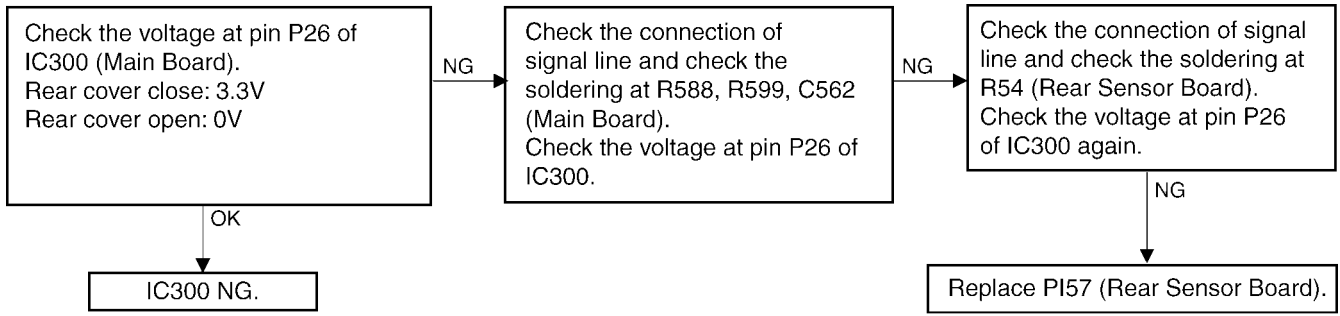 Check the voltage at pin P26 of
IC300 (Main Board).
Rear cover close: 3.3V
Rear cover open: 0V
NG
Check the connection of
signal line and check the
soldering at R588, R599, C562
(Main Board).
Check the voltage at pin P26 of
IC300.
NG
Check the connection of signal
line and check the soldering at
R54 (Rear Sensor Board).
Check the voltage at pin P26
of IC300 again.
OK
NG
IC300 NG.
Replace PI57 (Rear Sensor Board).